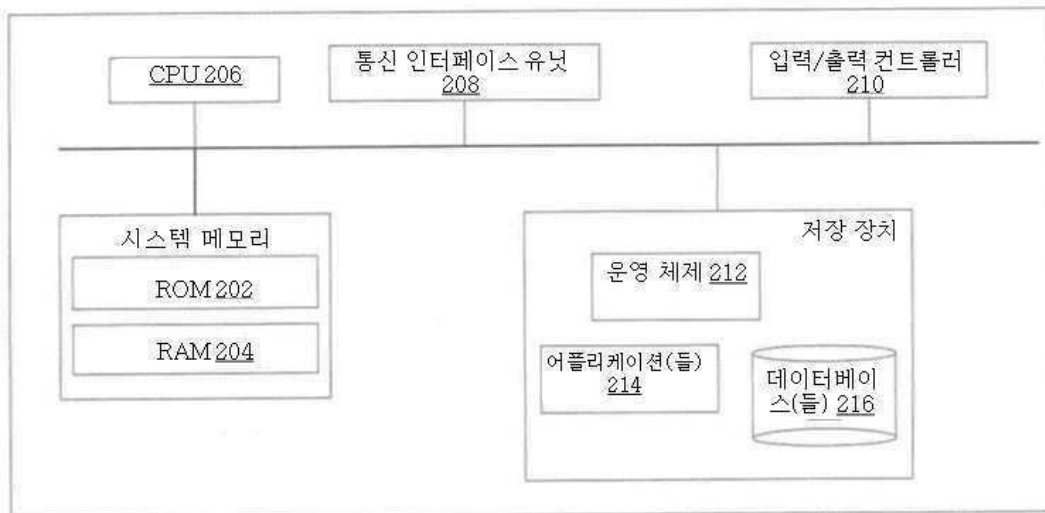 CPU 206
통신 인터페이스 유닛
208
입력/출력 컨트롤러
210
시스템 메모리
ROM 202
RAM 204
저장 장치
운영 체제 212
어플리케이션(들)
214
데이터베이
스(들) 216